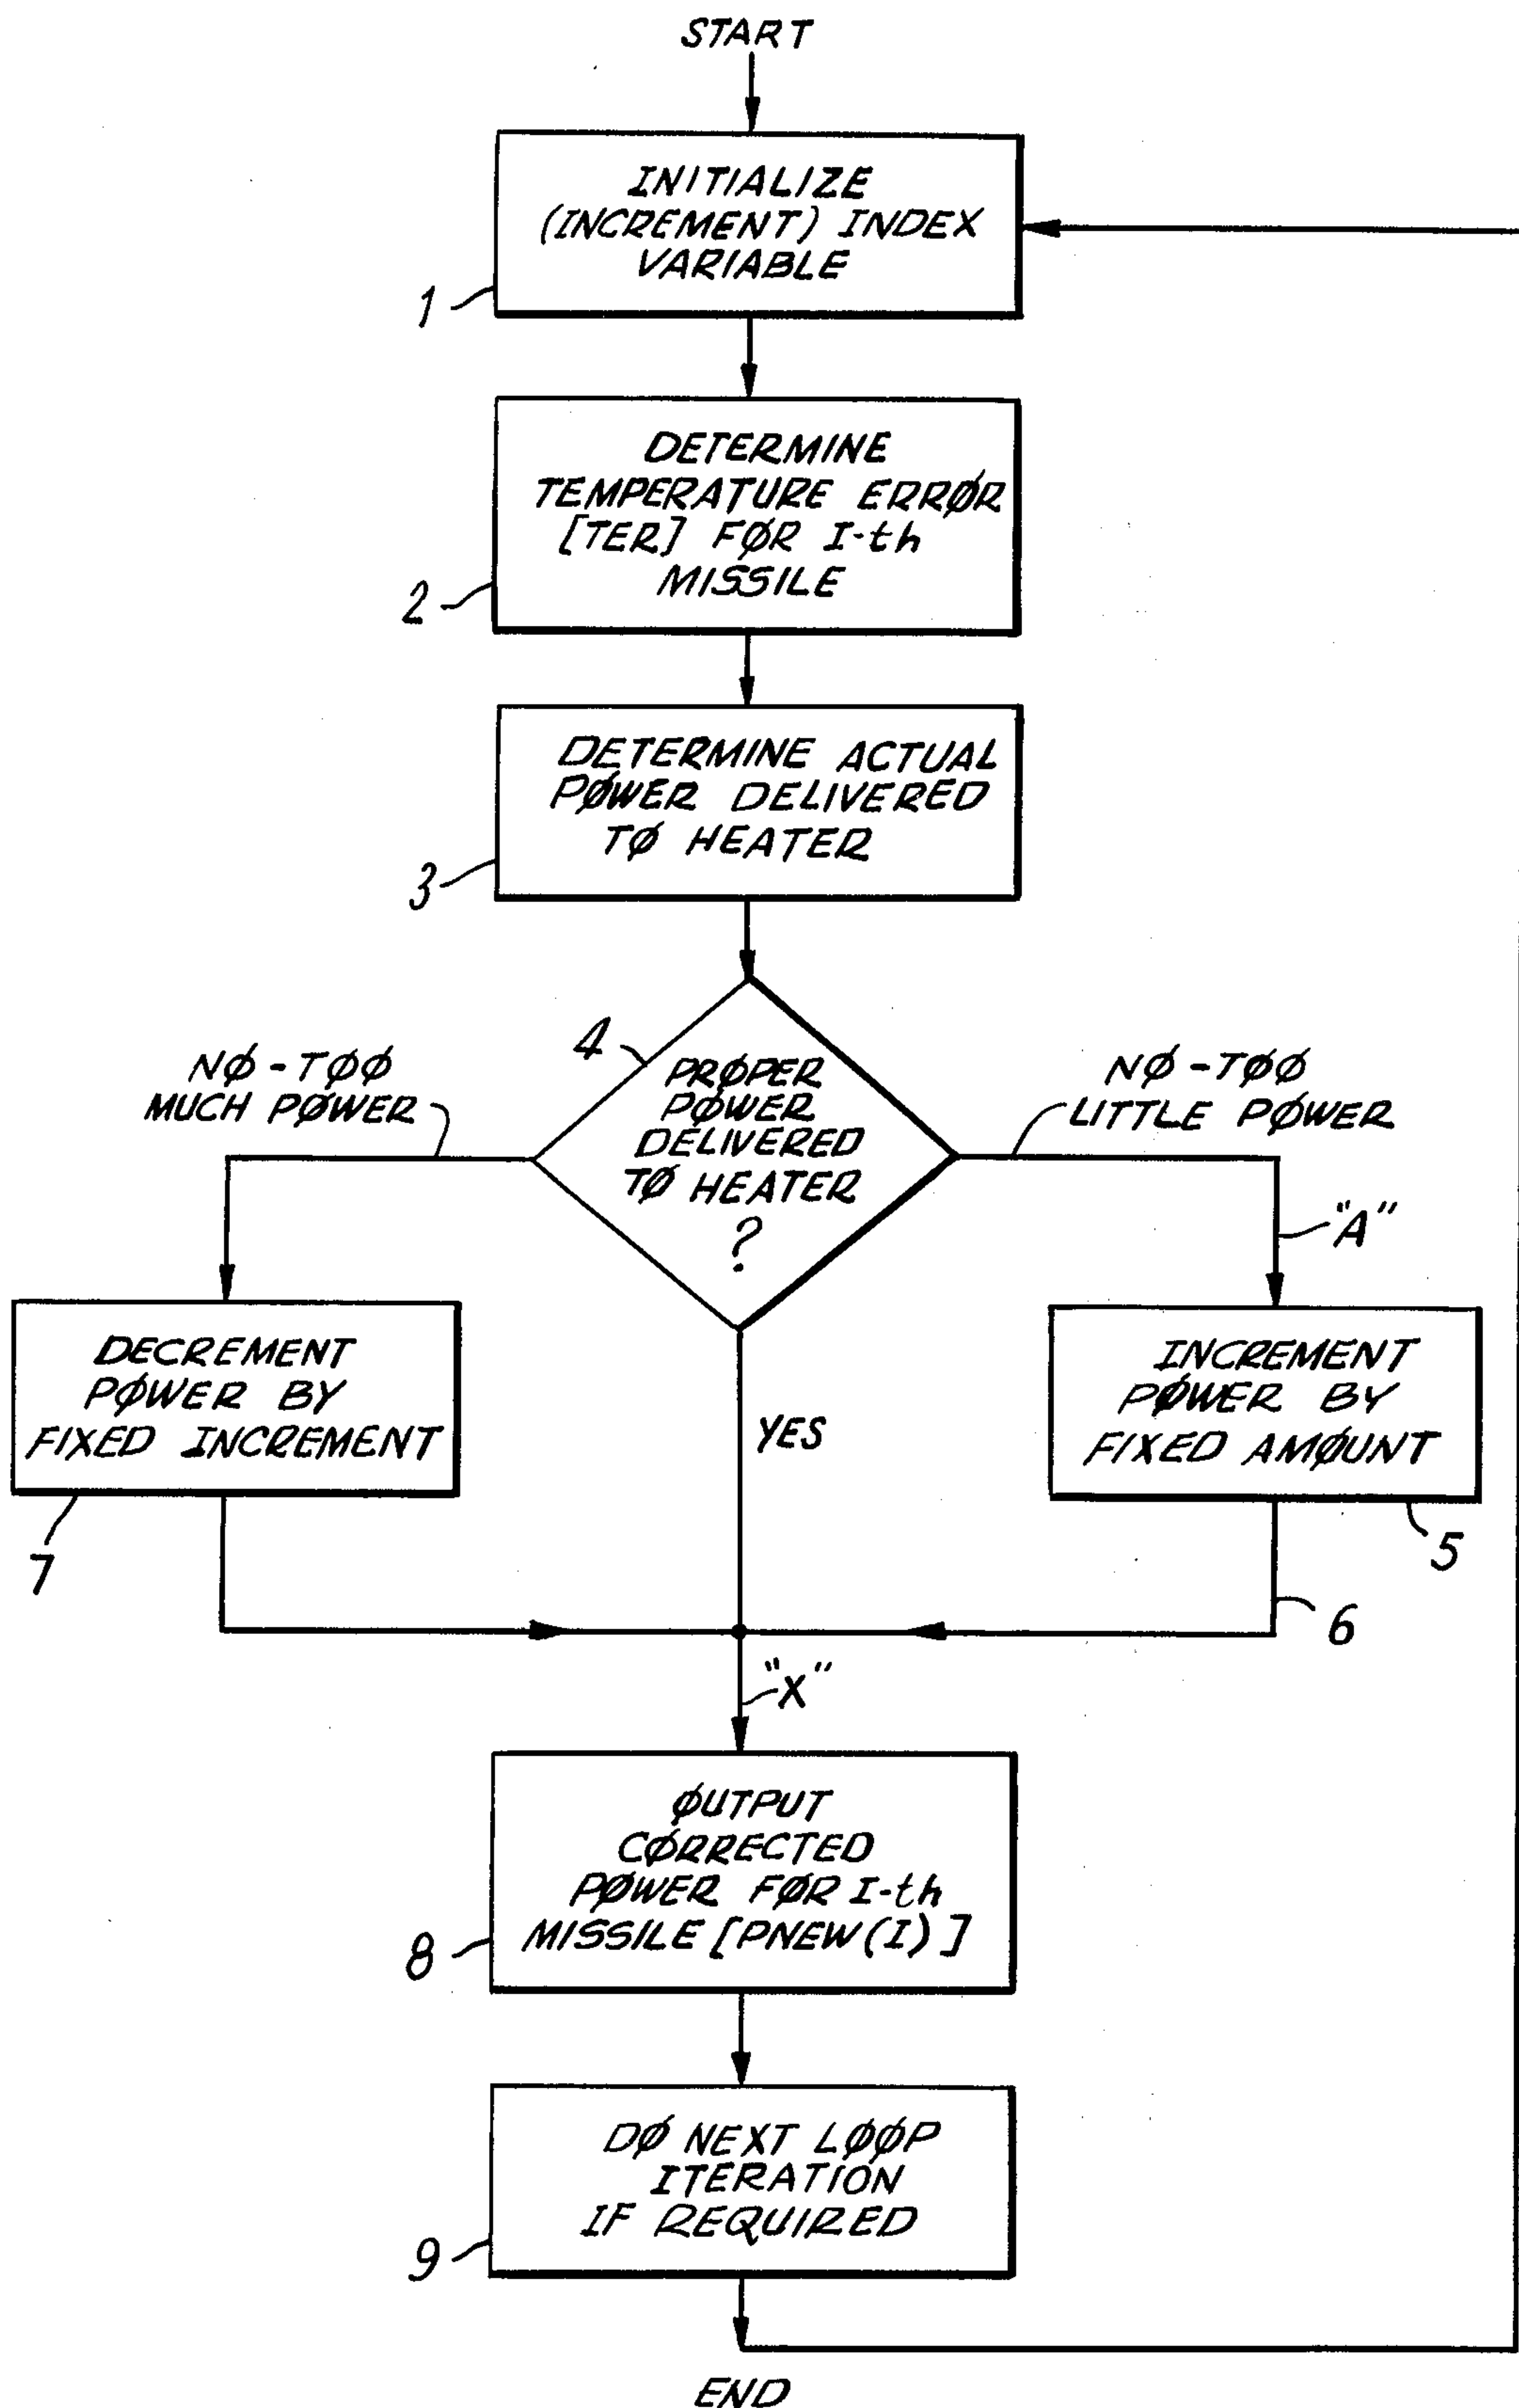 START
INITIALIZE
(INCREMENT) INDEX
VARIABLE
1
DETERMINE
TEMPERATURE ERRØR
[TER] FØR I-th
MISSILE
2
DETERMINE ACTUAL
PØWER DELIVERED
TØ HEATER
3
4
PRØPER
PØWER
DELIVERED
TØ HEATER
?
NØ-TØØ
MUCH PØWER
NØ-TØØ
LITTLE PØWER
"A"
DECREMENT
PØWER BY
FIXED INCREMENT
7
YES
INCREMENT
PØWER BY
FIXED AMØUNT
5
6
"X"
ØUTPUT
CØRRECTED
PØWER FØR I-th
MISSILE [PNEW(I)]
8
DØ NEXT LØØP
ITERATION
IF REQUIRED
9
END